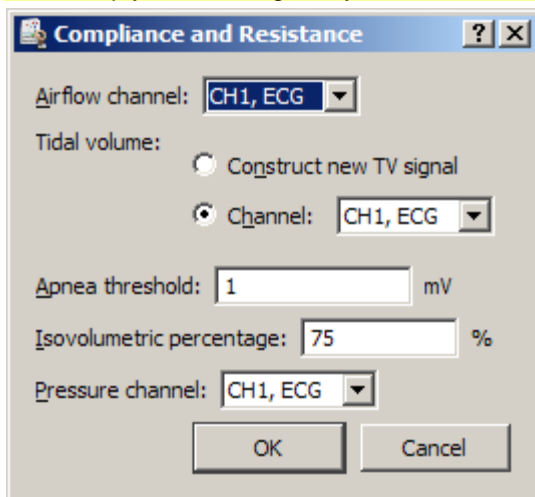 Compliance and Resistance
Airflow channel: CH1, ECG
Tidal volume:
Construct new TV signal
Channel: CH1, ECG
Apnea threshold: 1 mV
Isovolumetric percentage: 75 %
Pressure channel: CH1, ECG
OK Cancel